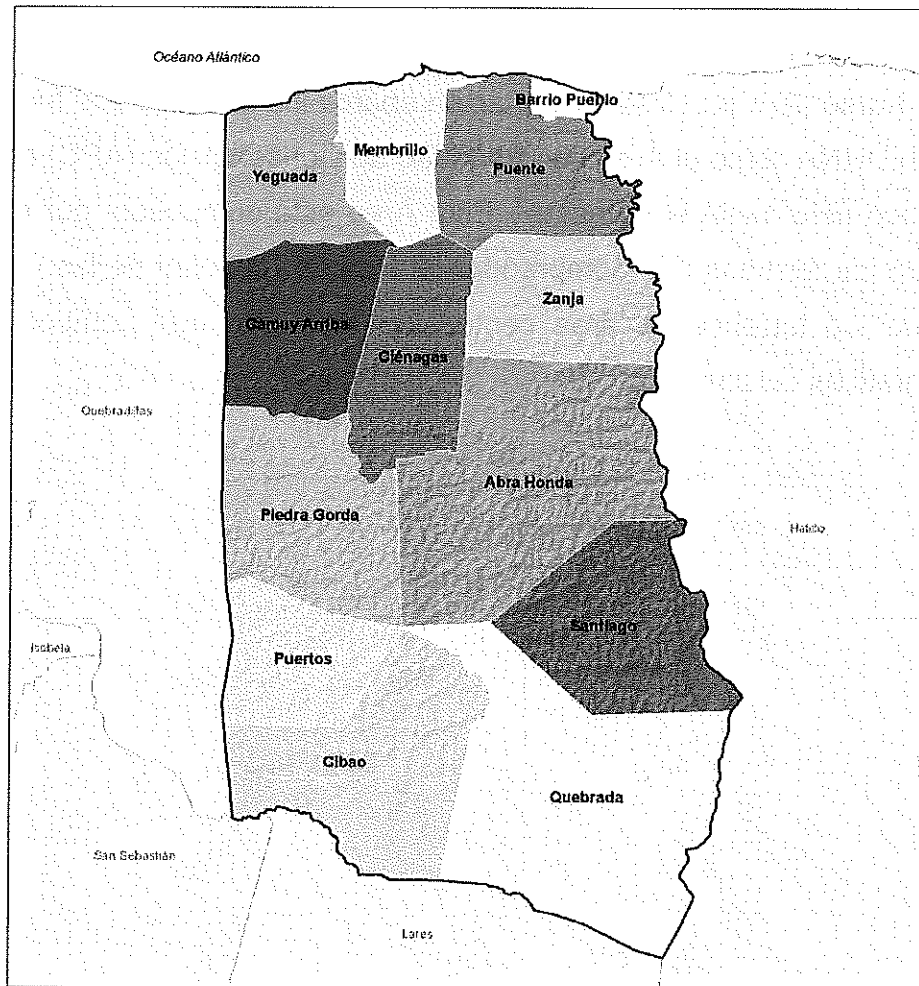 Océano Atlántico
Barrio Pueblo
Membrillo
Puente
Yeguada
Zanja
Camuy Arriba
Ciénagas
Quebradillas
Abra Honda
Piedra Gorda
Hatillo
Santiago
Isabela
Puertos
Cibao
Quebrada
San Sebastián
Lares